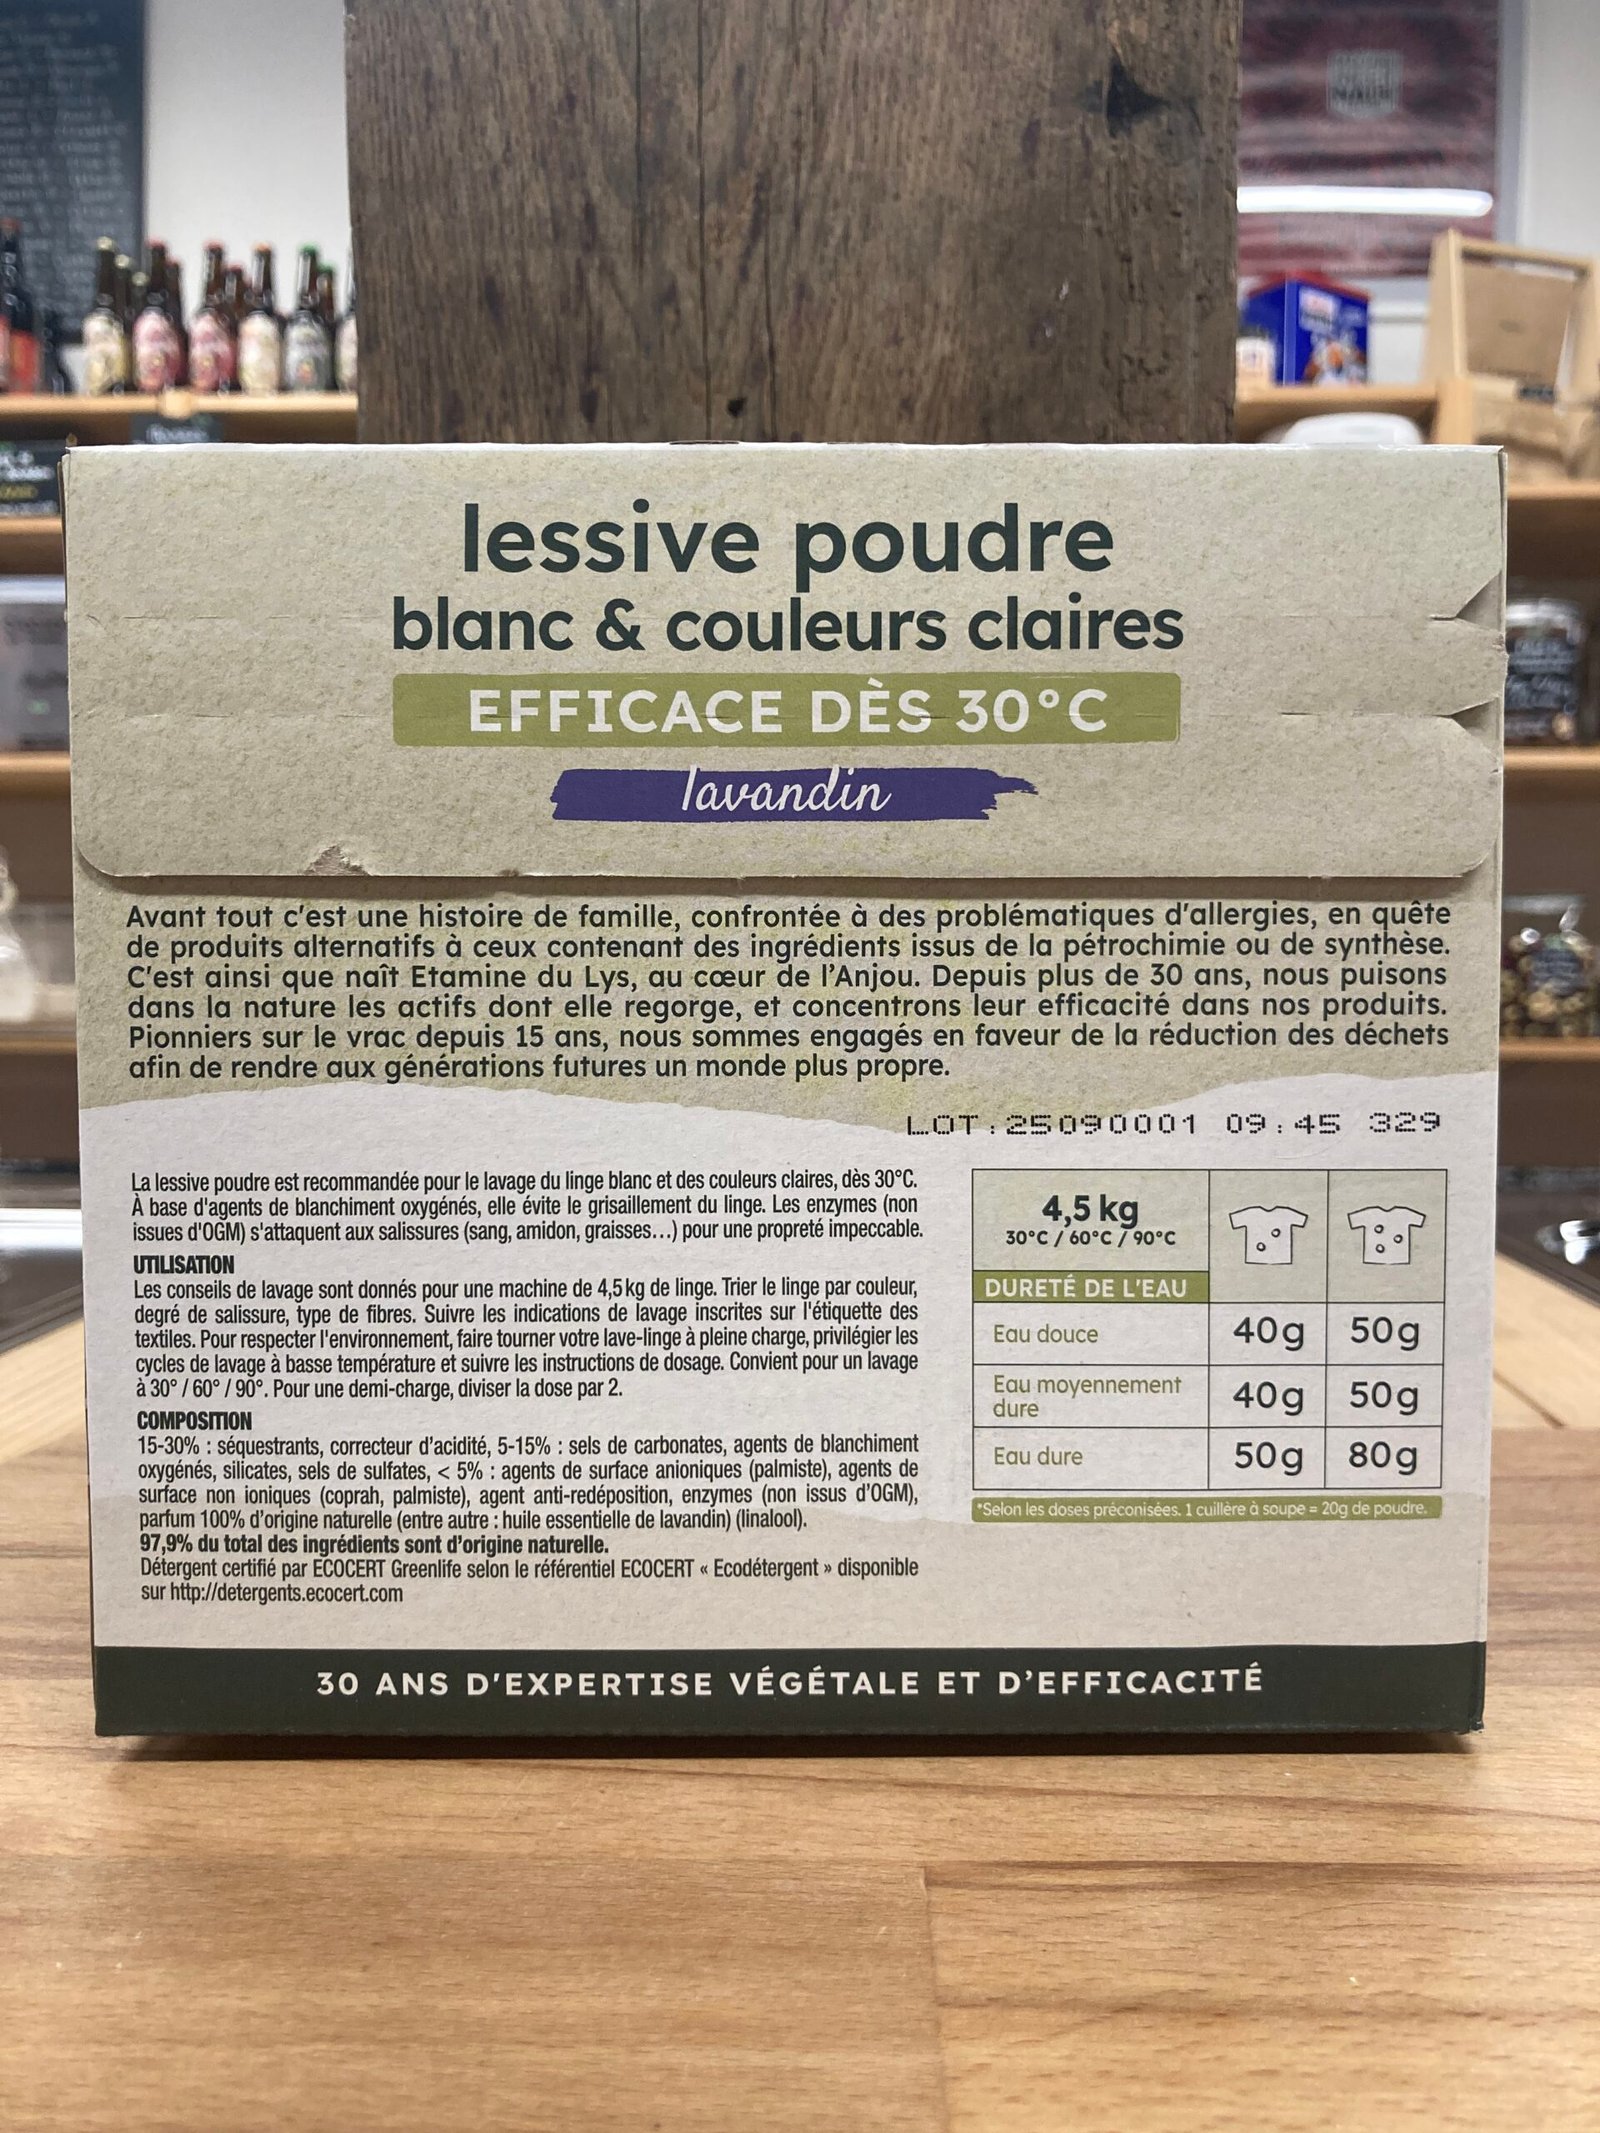 lessive poudre
blanc & couleurs claires
EFFICACE DÈS 30°C
lavandin
Avant tout c'est une histoire de famille, confrontée à des problématiques d'allergies, en quête
de produits alternatifs à ceux contenant des ingrédients issus de la pétrochimie ou de synthèse.
C'est ainsi que naît Etamine du Lys, au cœur de l'Anjou. Depuis plus de 30 ans, nous puisons
dans la nature les actifs dont elle regorge, et concentrons leur efficacité dans nos produits.
Pionniers sur le vrac depuis 15 ans, nous sommes engagés en faveur de la réduction des déchets
afin de rendre aux générations futures un monde plus propre.
LOT:25090001 09:45 329
La lessive poudre est recommandée pour le lavage du linge blanc et des couleurs claires, dès 30°C.
À base d'agents de blanchiment oxygénés, elle évite le grisaillement du linge. Les enzymes (non
issues d'OGM) s'attaquent aux salissures (sang, amidon, graisses...) pour une propreté impeccable.
UTILISATION
Les conseils de lavage sont donnés pour une machine de 4,5 kg de linge. Trier le linge par couleur,
degré de salissure, type de fibres. Suivre les indications de lavage inscrites sur l'étiquette des
textiles. Pour respecter l'environnement, faire tourner votre lave-linge à pleine charge, privilégier les
cycles de lavage à basse température et suivre les instructions de dosage. Convient pour un lavage
à 30° / 60° / 90°. Pour une demi-charge, diviser la dose par 2.
COMPOSITION
15-30% : séquestrants, correcteur d'acidité, 5-15% : sels de carbonates, agents de blanchiment
oxygénés, silicates, sels de sulfates, < 5% : agents de surface anioniques (palmiste), agents de
surface non ioniques (coprah, palmiste), agent anti-redéposition, enzymes (non issus d'OGM),
parfum 100% d'origine naturelle (entre autre : huile essentielle de lavandin) (linalool).
97,9% du total des ingrédients sont d'origine naturelle.
Détergent certifié par ECOCERT Greenlife selon le référentiel ECOCERT « Ecodétergent » disponible
sur http://detergents.ecocert.com
4,5 kg
30°C / 60°C / 90°C
DURETÉ DE L'EAU
Eau douce 40g 50g
Eau moyennement
dure 40g 50g
Eau dure 50g 80g
*Selon les doses préconisées. 1 cuillère à soupe = 20g de poudre.
30 ANS D'EXPERTISE VÉGÉTALE ET D'EFFICACITÉ